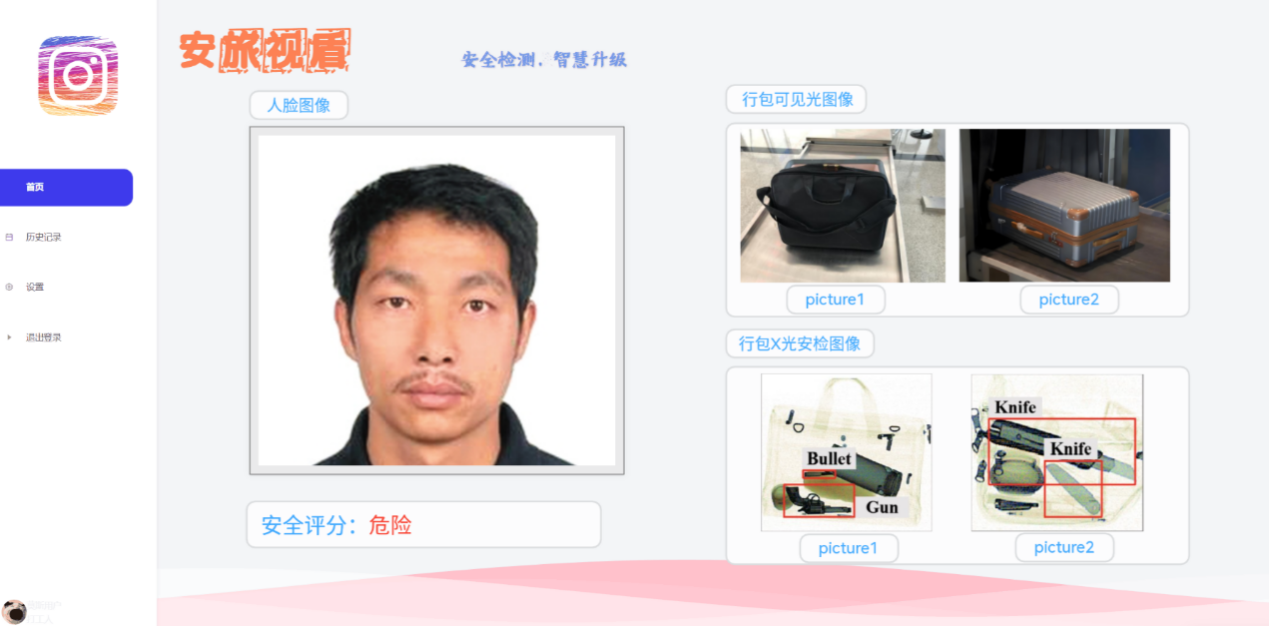 安旅视盾
安全检测,智慧升级
首页
历史记录
设置
退出登录
人脸图像
安全评分：危险
行包可见光图像
picture1
picture2
行包X光安检图像
Bullet
Gun
Knife
Knife
picture1
picture2